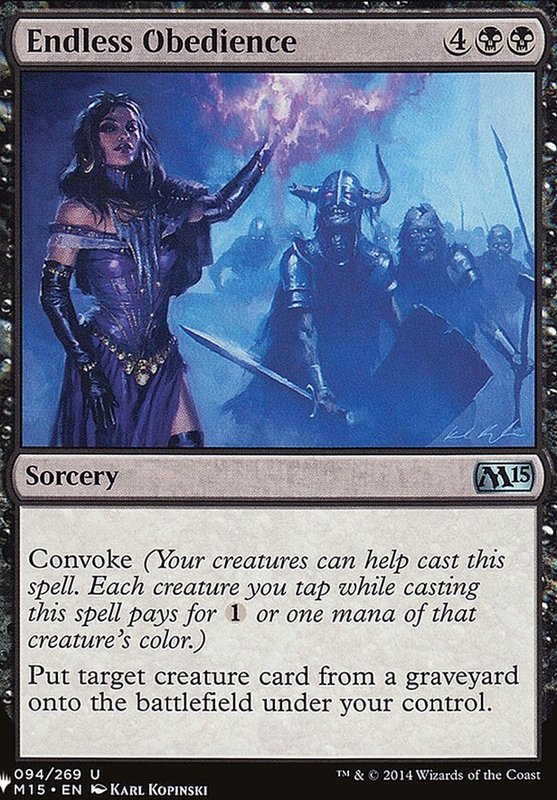 Endless Obedience 4
Sorcery M15
Convoke (Your creatures can help cast this
spell. Each creature you tap while casting
this spell pays for 1 or one mana of that
creature's color.)
Put target creature card from a graveyard
onto the battlefield under your control.
094/269 U ™ & © 2014 Wizards of the Coast
M15 • EN Karl Kopinski